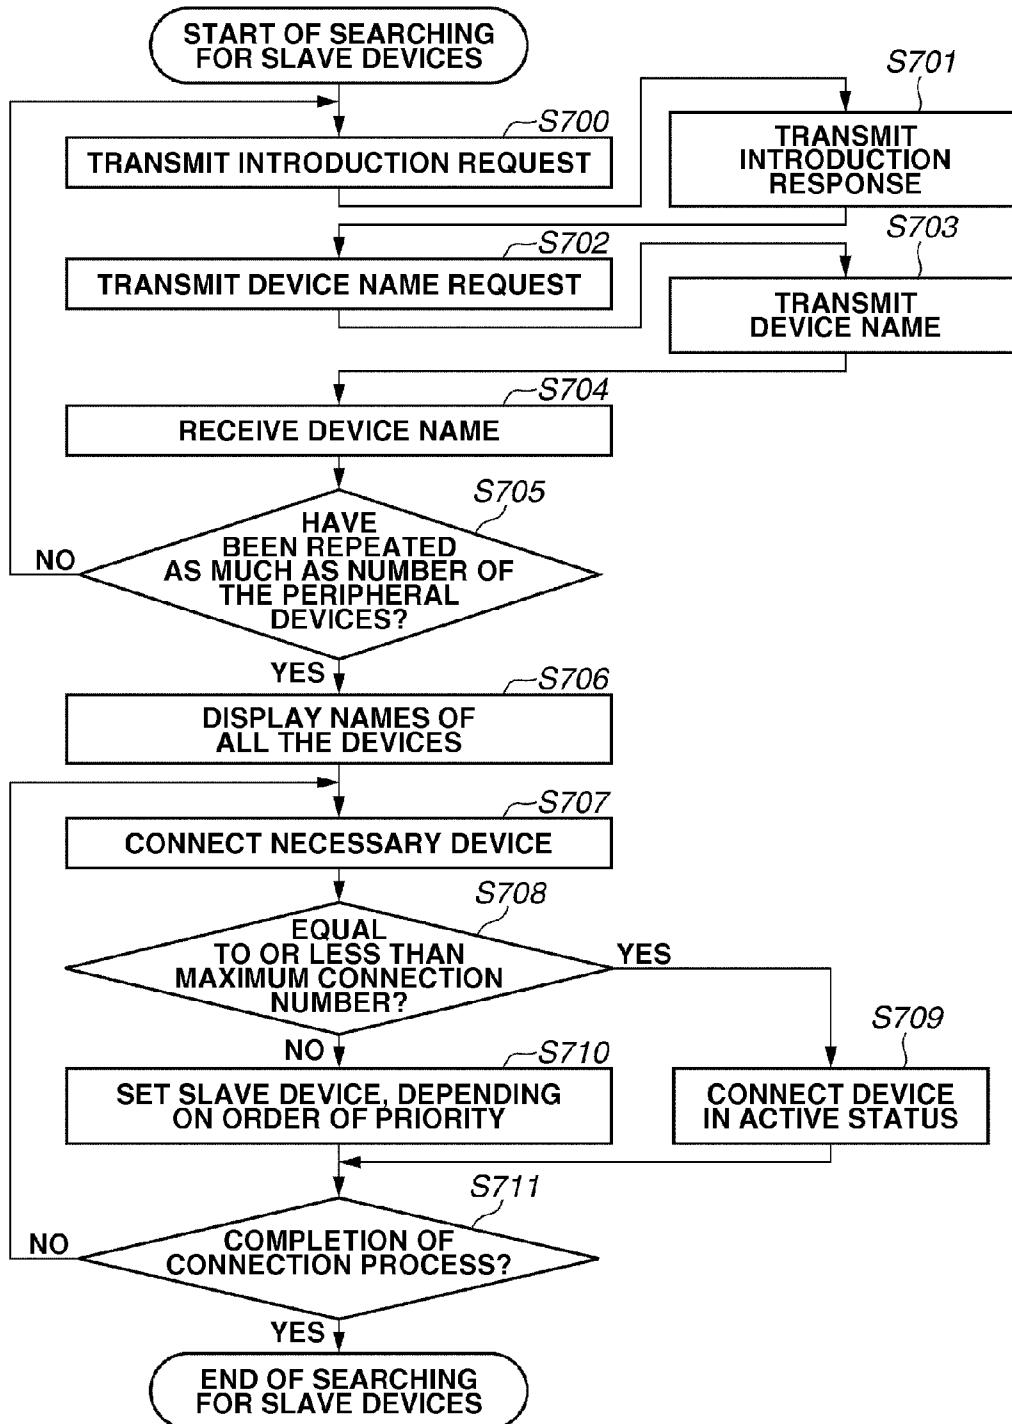 START OF SEARCHING
FOR SLAVE DEVICES
S700
TRANSMIT INTRODUCTION REQUEST
S701
TRANSMIT
INTRODUCTION
RESPONSE
S702
TRANSMIT DEVICE NAME REQUEST
S703
TRANSMIT
DEVICE NAME
S704
RECEIVE DEVICE NAME
S705
HAVE
BEEN REPEATED
AS MUCH AS NUMBER OF
THE PERIPHERAL
DEVICES?
NO
YES
S706
DISPLAY NAMES OF
ALL THE DEVICES
S707
CONNECT NECESSARY DEVICE
S708
EQUAL
TO OR LESS THAN
MAXIMUM CONNECTION
NUMBER?
YES
NO
S709
CONNECT DEVICE
IN ACTIVE STATUS
S710
SET SLAVE DEVICE, DEPENDING
ON ORDER OF PRIORITY
S711
COMPLETION OF
CONNECTION PROCESS?
NO
YES
END OF SEARCHING
FOR SLAVE DEVICES